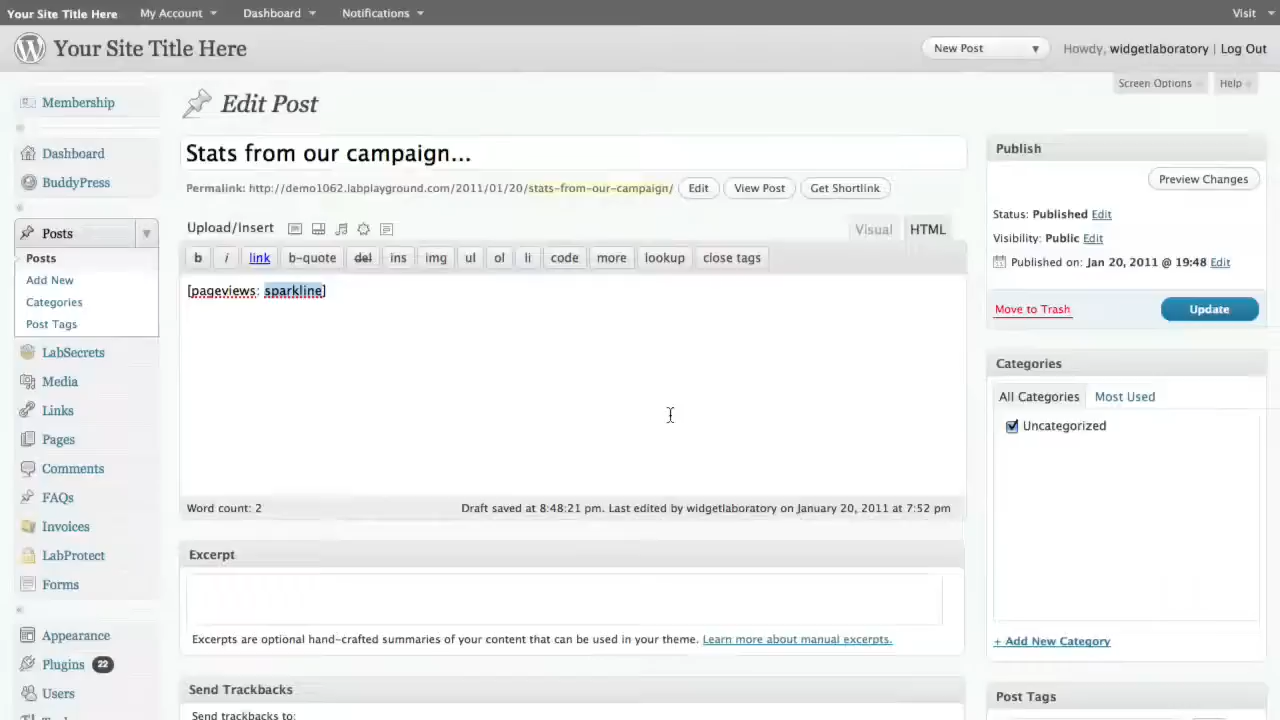 Your Site Title Here My Account Dashboard Notifications Visit
Your Site Title Here New Post Howdy, widgetlaboratory | Log Out
Screen Options Help
Membership
Dashboard
BuddyPress
Posts
Posts
Add New
Categories
Post Tags
LabSecrets
Media
Links
Pages
Comments
FAQs
Invoices
LabProtect
Forms
Appearance
Plugins 22
Users
Edit Post
Stats from our campaign...
Permalink: http://demo1062.labplayground.com/2011/01/20/stats-from-our-campaign/ Edit View Post Get Shortlink
Upload/Insert Visual HTML
b i link b-quote del ins img ul ol li code more lookup close tags
[pageviews: sparkline]
Word count: 2 Draft saved at 8:48:21 pm. Last edited by widgetlaboratory on January 20, 2011 at 7:52 pm
Excerpt
Excerpts are optional hand-crafted summaries of your content that can be used in your theme. Learn more about manual excerpts.
Send Trackbacks
Send trackbacks to:
Publish
Preview Changes
Status: Published Edit
Visibility: Public Edit
Published on: Jan 20, 2011 @ 19:48 Edit
Move to Trash Update
Categories
All Categories Most Used
Uncategorized
+ Add New Category
Post Tags